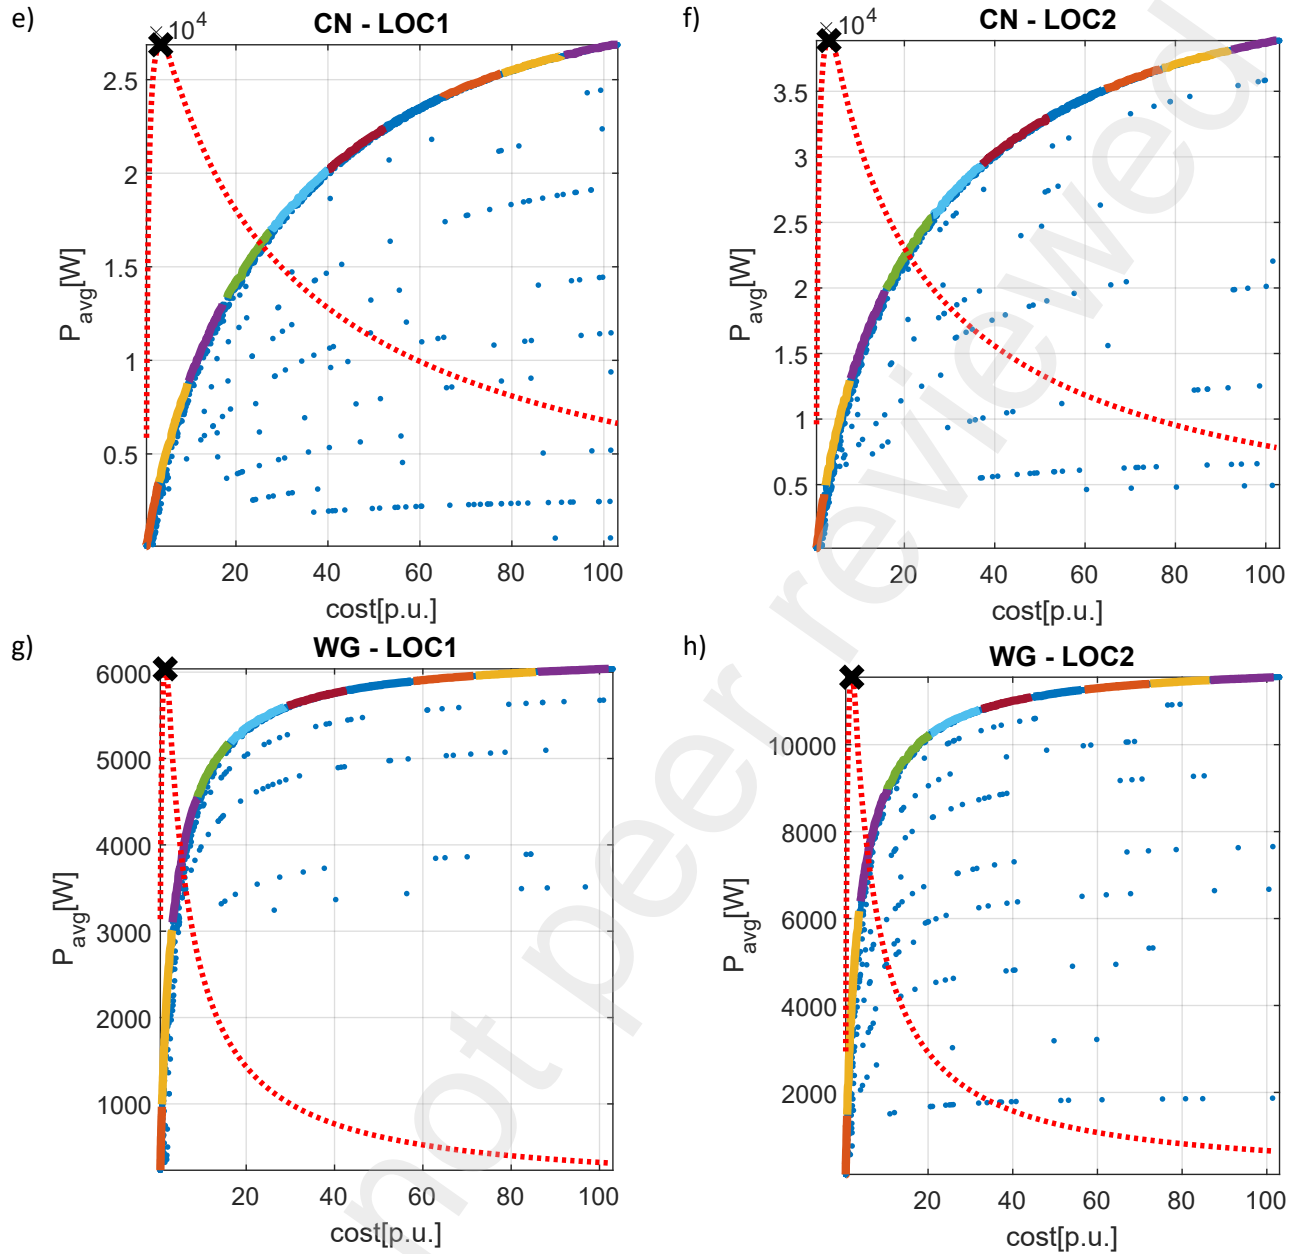 e)
CN - LOC1
×10⁴
2.5
2
1.5
1
0.5
20
40
60
80
100
P_avg[W]
cost[p.u.]
f)
CN - LOC2
×10⁴
3.5
3
2.5
2
1.5
1
0.5
20
40
60
80
100
P_avg[W]
cost[p.u.]
g)
WG - LOC1
6000
5000
4000
3000
2000
1000
20
40
60
80
100
P_avg[W]
cost[p.u.]
h)
WG - LOC2
10000
8000
6000
4000
2000
20
40
60
80
100
P_avg[W]
cost[p.u.]
not peer reviewed